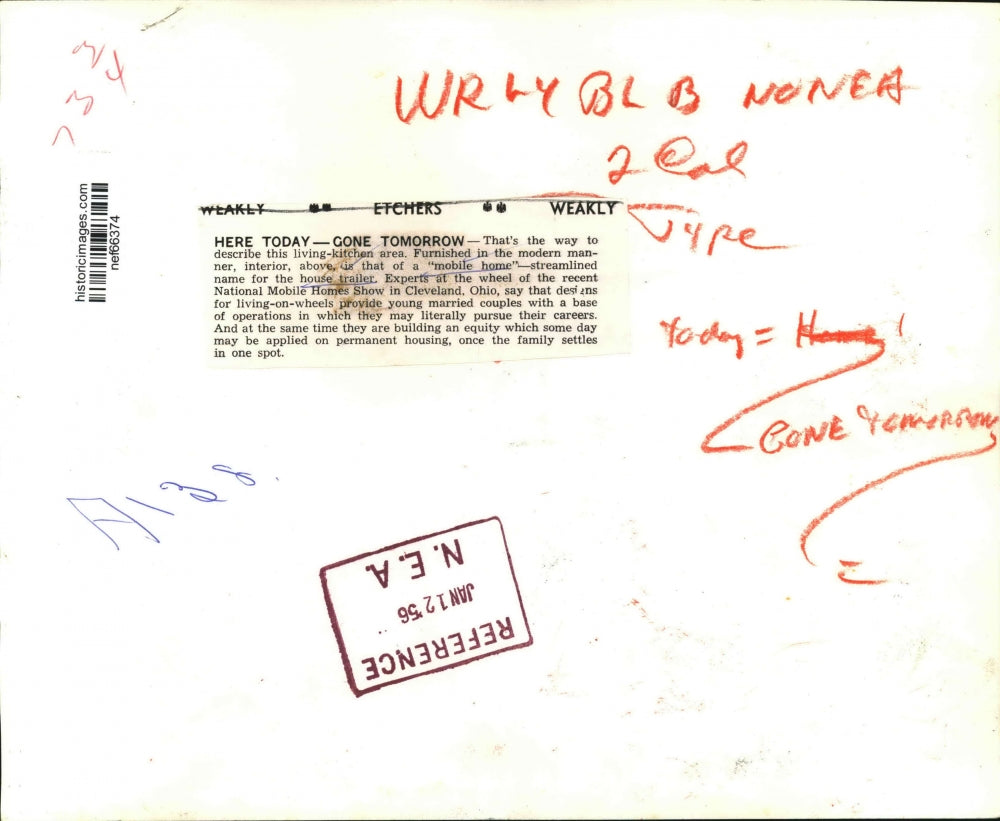 WRLY BL B NONEA
2 Col
Type
historicimages.com
nef66374
WEAKLY ETCHERS WEAKLY
HERE TODAY — GONE TOMORROW — That's the way to
describe this living-kitchen area. Furnished in the modern man-
ner, interior, above, is that of a "mobile home"—streamlined
name for the house trailer. Experts at the wheel of the recent
National Mobile Homes Show in Cleveland, Ohio, say that designs
for living-on-wheels provide young married couples with a base
of operations in which they may literally pursue their careers.
And at the same time they are building an equity which some day
may be applied on permanent housing, once the family settles
in one spot.
Today =
GONE TOMORROW
A128
N. E. A.
JAN 12 '56
REFERENCE